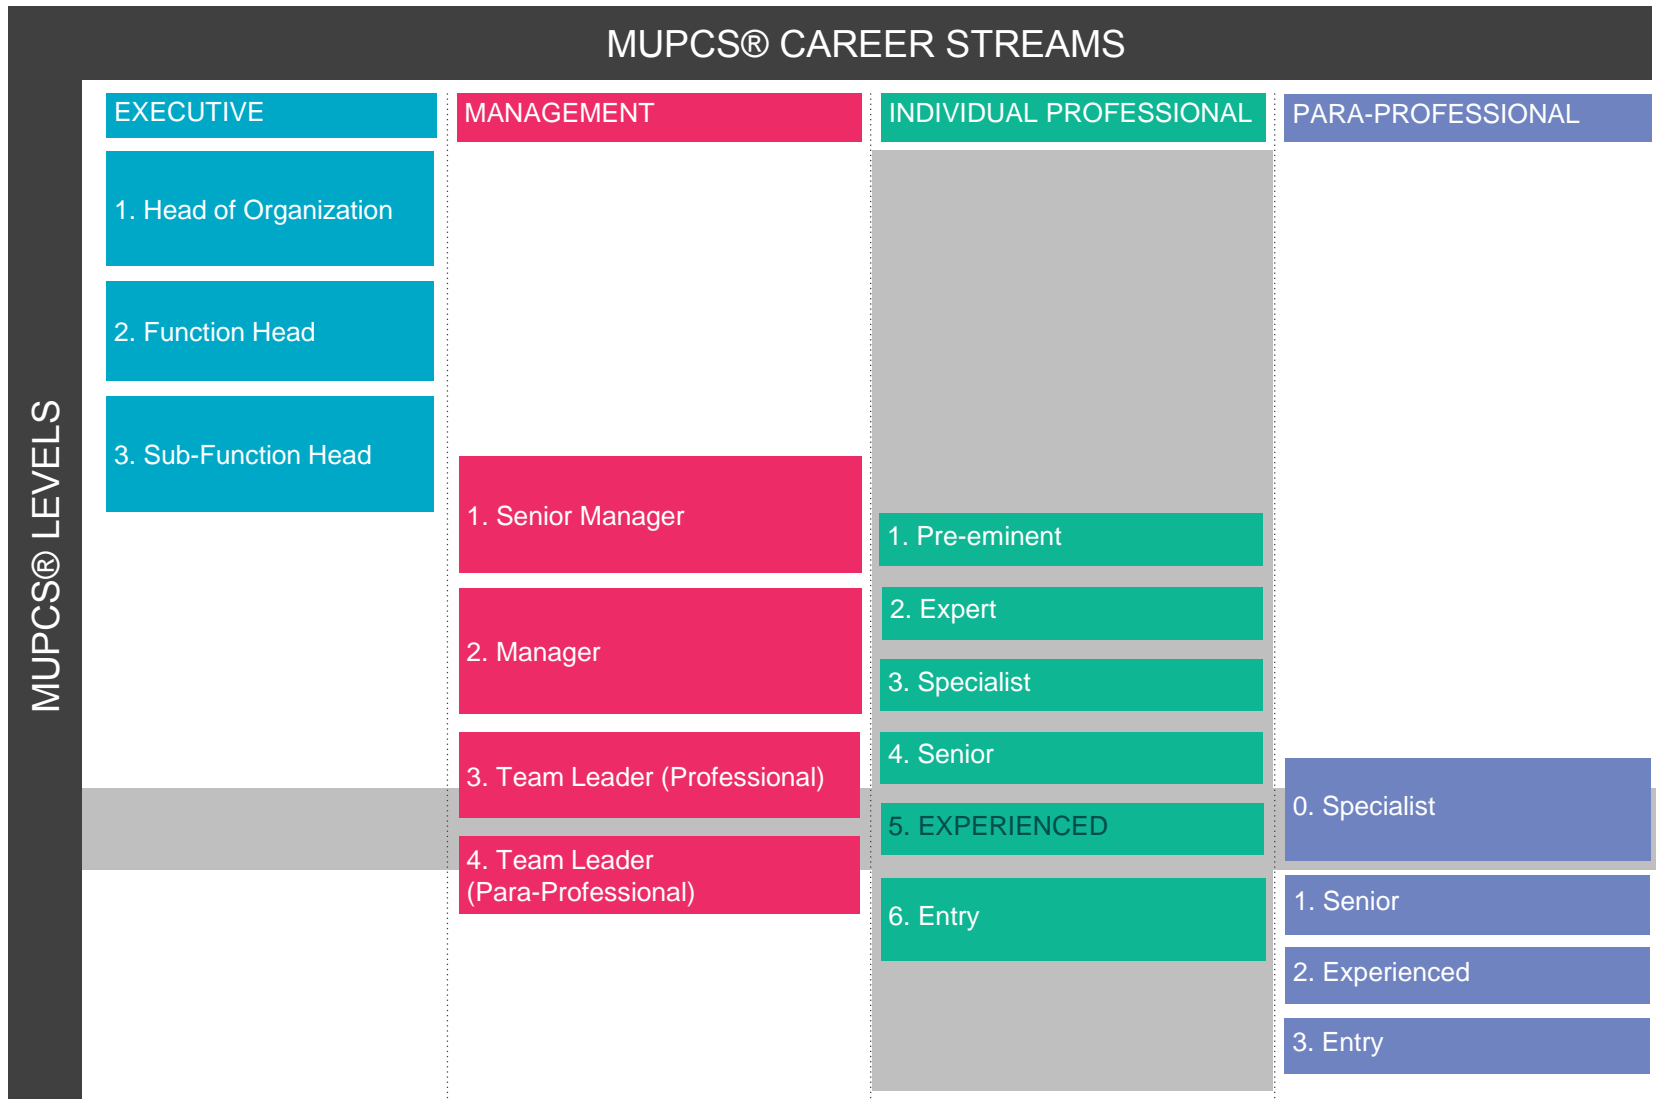 MUPCS® CAREER STREAMS
MUPCS® LEVELS
EXECUTIVE
1. Head of Organization
2. Function Head
3. Sub-Function Head
MANAGEMENT
1. Senior Manager
2. Manager
3. Team Leader (Professional)
4. Team Leader
(Para-Professional)
INDIVIDUAL PROFESSIONAL
1. Pre-eminent
2. Expert
3. Specialist
4. Senior
5. EXPERIENCED
6. Entry
PARA-PROFESSIONAL
0. Specialist
1. Senior
2. Experienced
3. Entry